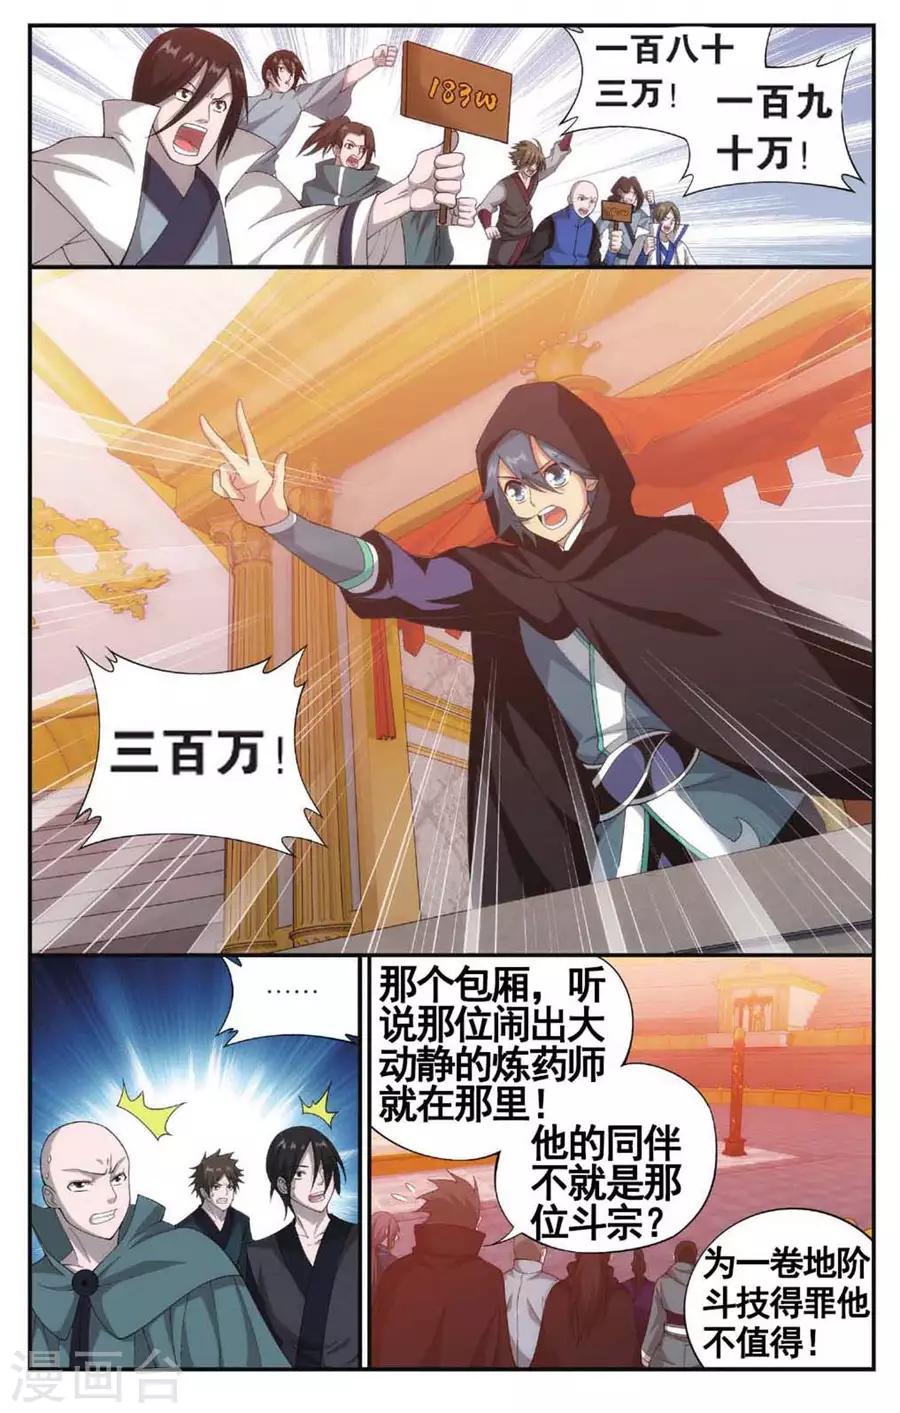 一百八十
三万！
183W
一百九
十万！
三百万！
……
那个包厢，听
说那位闹出大
动静的炼药师
就在那里！
他的同伴
不就是那
位斗宗？
为一卷地阶
斗技得罪他
不值得！
漫画台